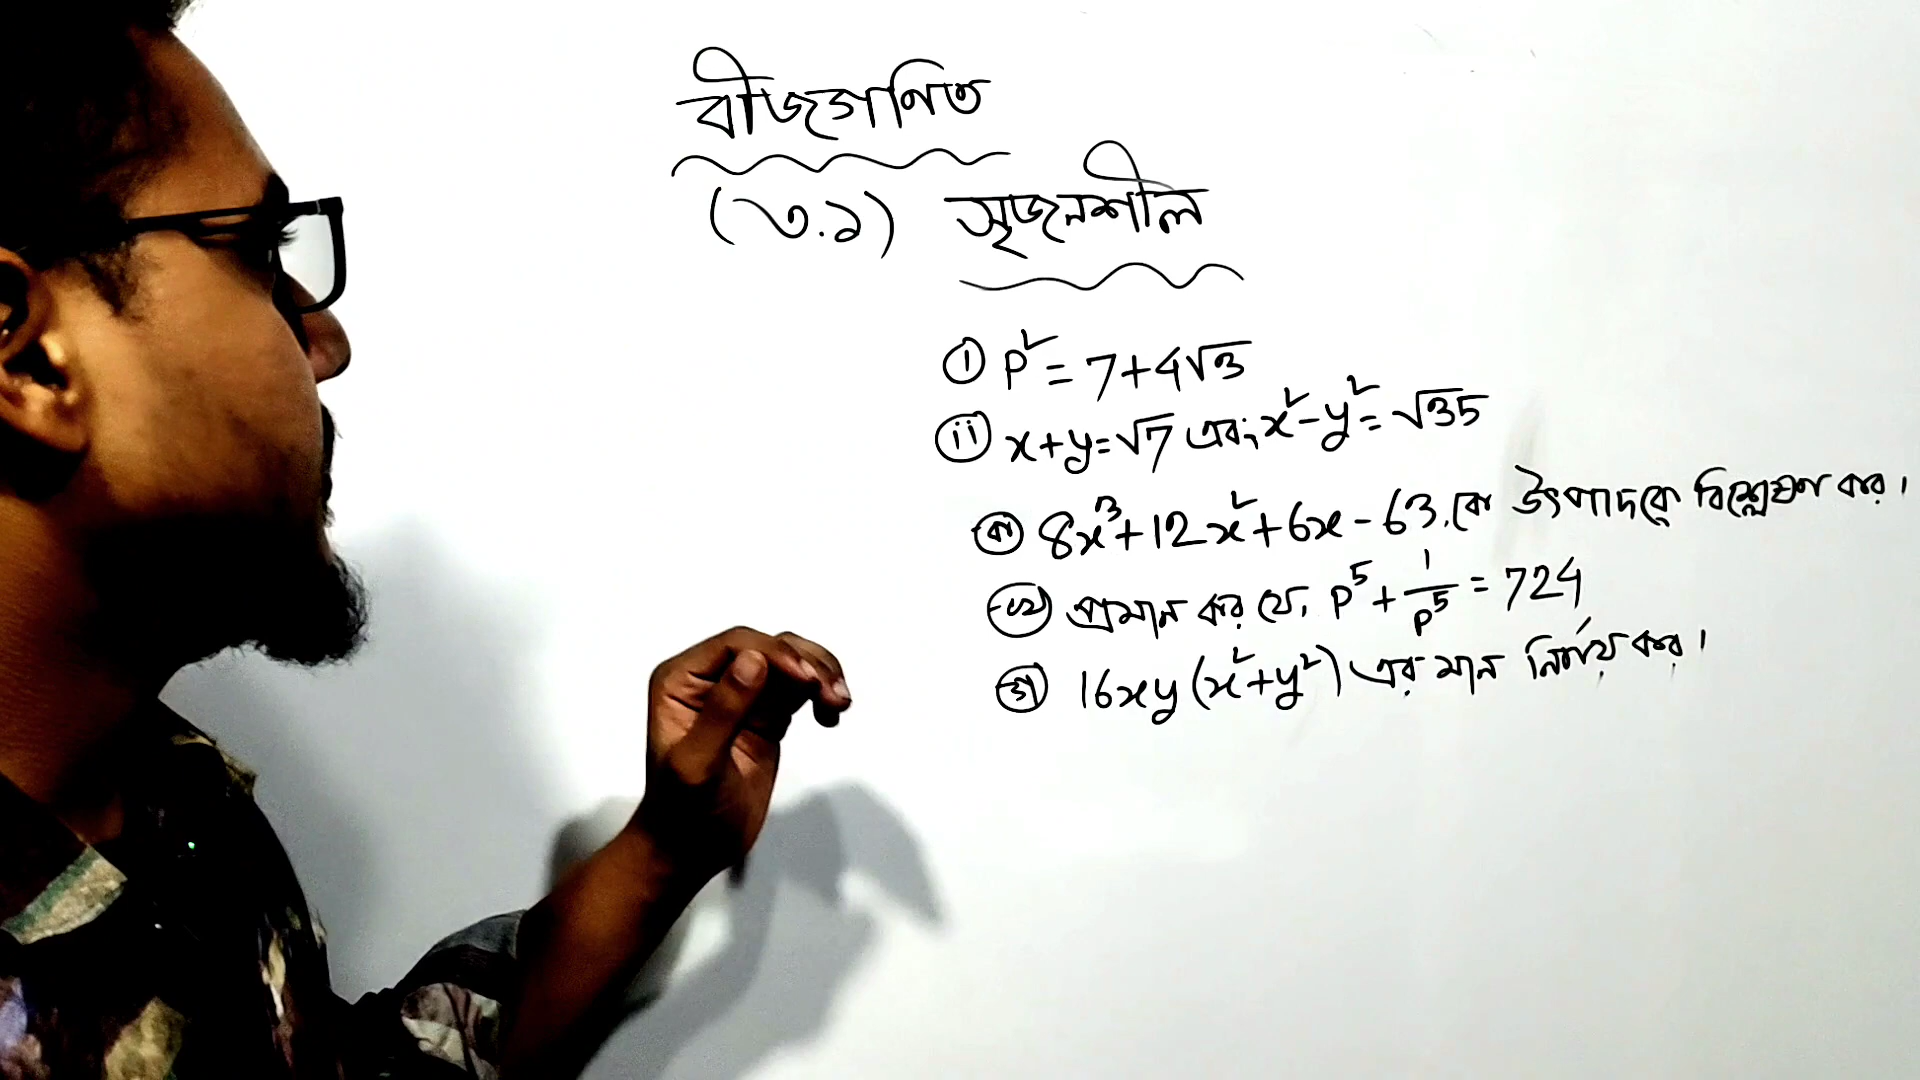 বীজগনিত
(৩.১) সৃজনশীল
(i) P² = 7+4√3
(ii) x+y=√7 এবং x²-y²=√35
(ক) 8x³+12x²+6x-63. কে উৎপাদকে বিশ্লেষণ কর।
(খ) প্রমান কর যে, P⁵+1/P⁵=724
(গ) 16xy(x²+y²) এর মান নির্ণয় কর।